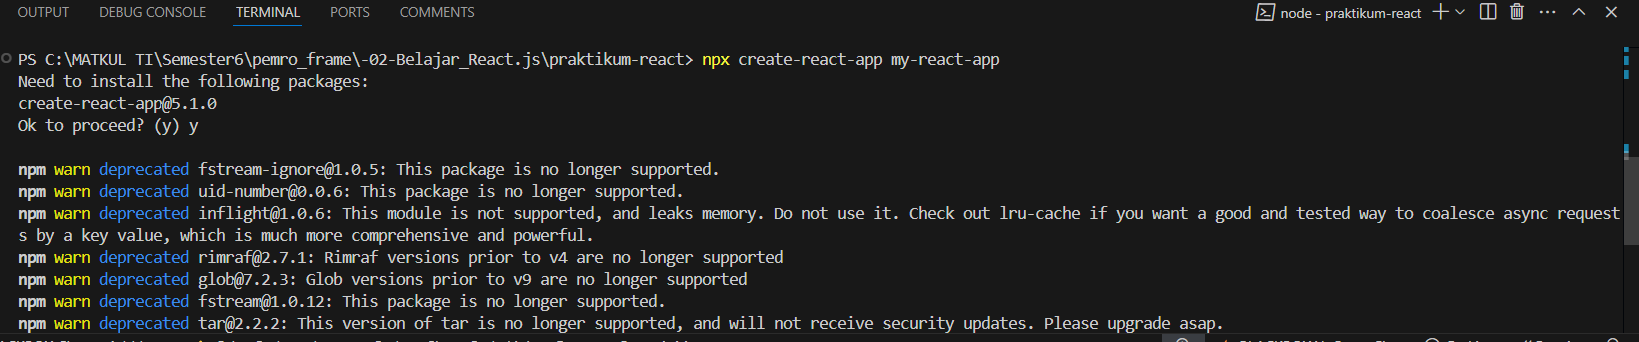 OUTPUT DEBUG CONSOLE TERMINAL PORTS COMMENTS node - praktikum-react
PS C:\MATKUL TI\Semester6\pemro_frame\-02-Belajar_React.js\praktikum-react> npx create-react-app my-react-app
Need to install the following packages:
create-react-app@5.1.0
Ok to proceed? (y) y
npm warn deprecated fstream-ignore@1.0.5: This package is no longer supported.
npm warn deprecated uid-number@0.0.6: This package is no longer supported.
npm warn deprecated inflight@1.0.6: This module is not supported, and leaks memory. Do not use it. Check out lru-cache if you want a good and tested way to coalesce async request
s by a key value, which is much more comprehensive and powerful.
npm warn deprecated rimraf@2.7.1: Rimraf versions prior to v4 are no longer supported
npm warn deprecated glob@7.2.3: Glob versions prior to v9 are no longer supported
npm warn deprecated fstream@1.0.12: This package is no longer supported.
npm warn deprecated tar@2.2.2: This version of tar is no longer supported, and will not receive security updates. Please upgrade asap.